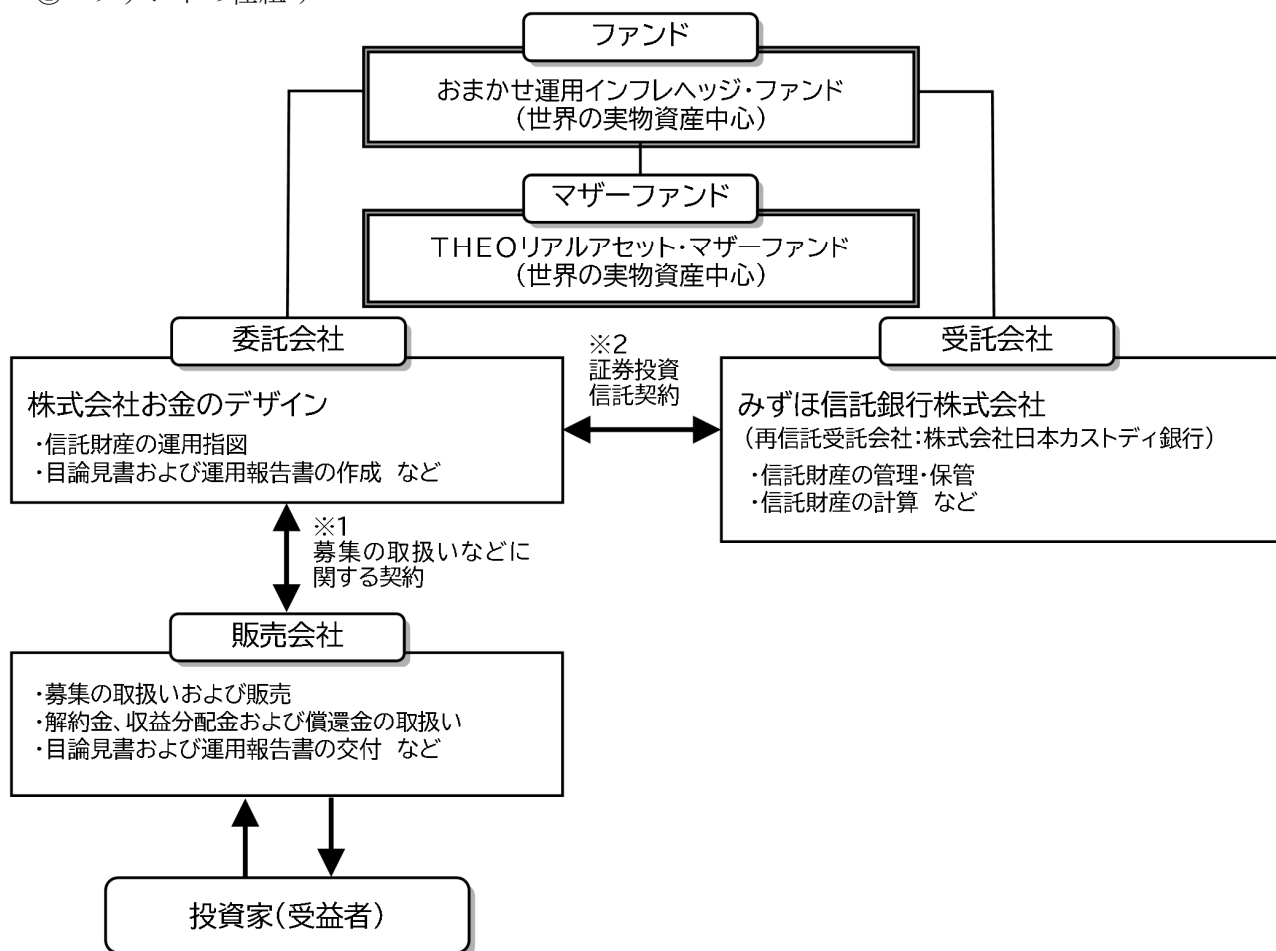 ファンド
おまかせ運用インフレヘッジ・ファンド
(世界の実物資産中心)
マザーファンド
THEOリアルアセット・マザーファンド
(世界の実物資産中心)
委託会社
株式会社お金のデザイン
・信託財産の運用指図
・目論見書および運用報告書の作成 など
※2
証券投資
信託契約
受託会社
みずほ信託銀行株式会社
(再信託受託会社:株式会社日本カストディ銀行)
・信託財産の管理・保管
・信託財産の計算 など
※1
募集の取扱いなどに
関する契約
販売会社
・募集の取扱いおよび販売
・解約金、収益分配金および償還金の取扱い
・目論見書および運用報告書の交付 など
投資家(受益者)